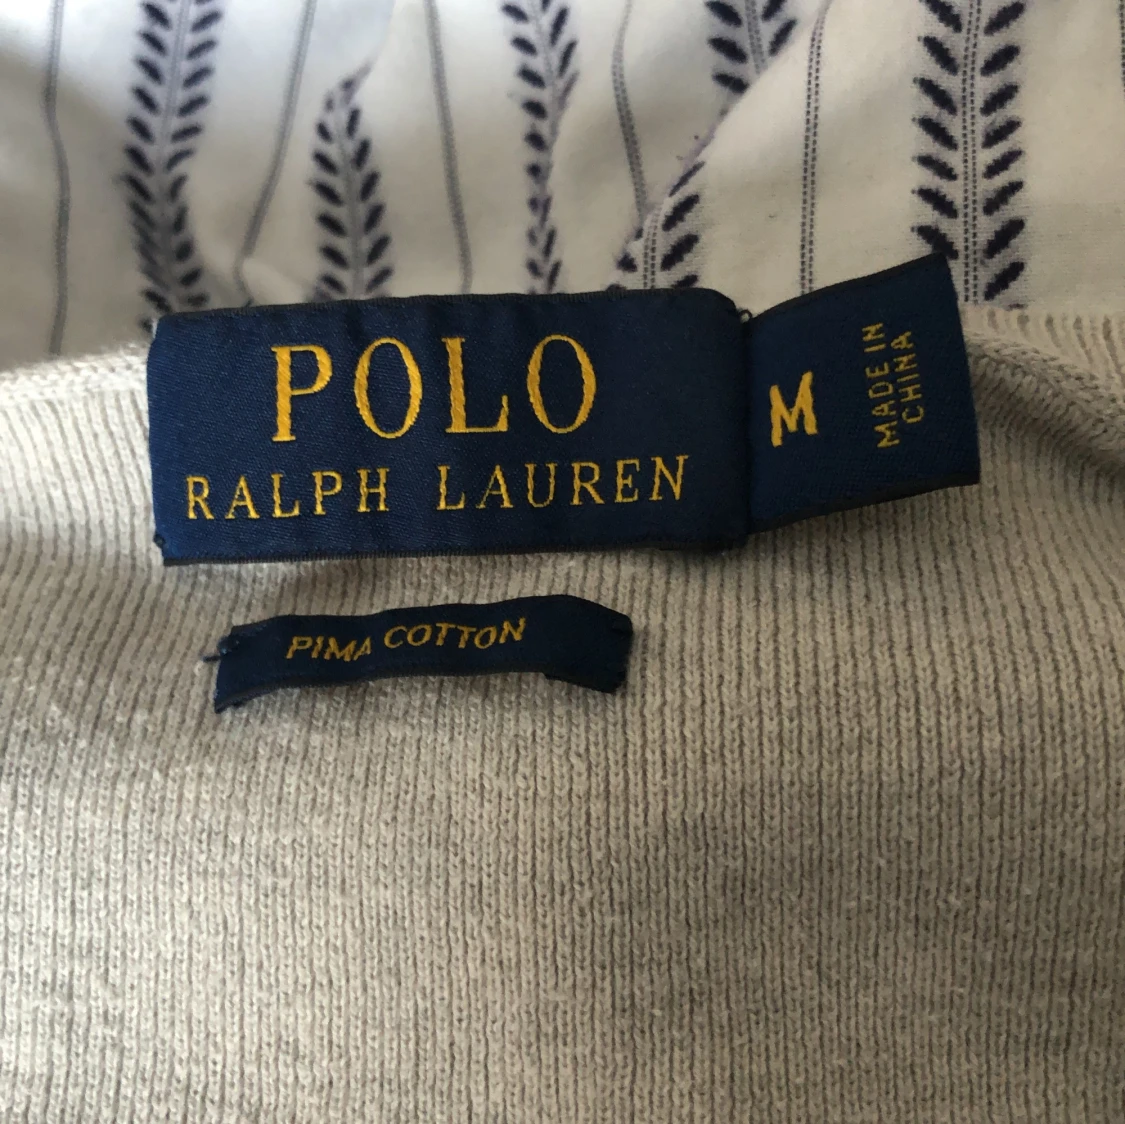 POLO
RALPH LAUREN
M
MADE IN
CHINA
PIMA COTTON